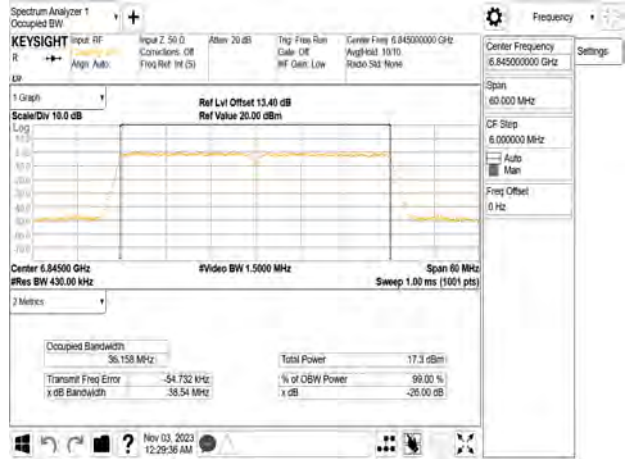 Spectrum Analyzer 1
Occupied BW
+
Frequency
KEYSIGHT
Input: RF
Input Z: 50 Ω
Atten: 20 dB
Trig: Free Run
Center Freq: 6.845000000 GHz
R
Corrections: Off
Gate: Off
Avg|Hold: 10/10
Align: Auto
Freq Ref: Int (S)
#IF Gain: Low
Radio Std: None
Center Frequency
6.845000000 GHz
Settings
Span
60.000 MHz
CF Step
6.000000 MHz
Auto
Man
Freq Offset
0 Hz
1 Graph
Ref Lvl Offset 13.40 dB
Scale/Div 10.0 dB
Ref Value 20.00 dBm
Log
Center 6.84500 GHz
#Video BW 1.5000 MHz
Span 60 MHz
#Res BW 430.00 kHz
Sweep 1.00 ms (1001 pts)
2 Metrics
Occupied Bandwidth
36.158 MHz
Total Power
17.3 dBm
Transmit Freq Error
-54.732 kHz
% of OBW Power
99.00 %
x dB Bandwidth
38.54 MHz
x dB
-26.00 dB
?
Nov 03, 2023
12:29:36 AM